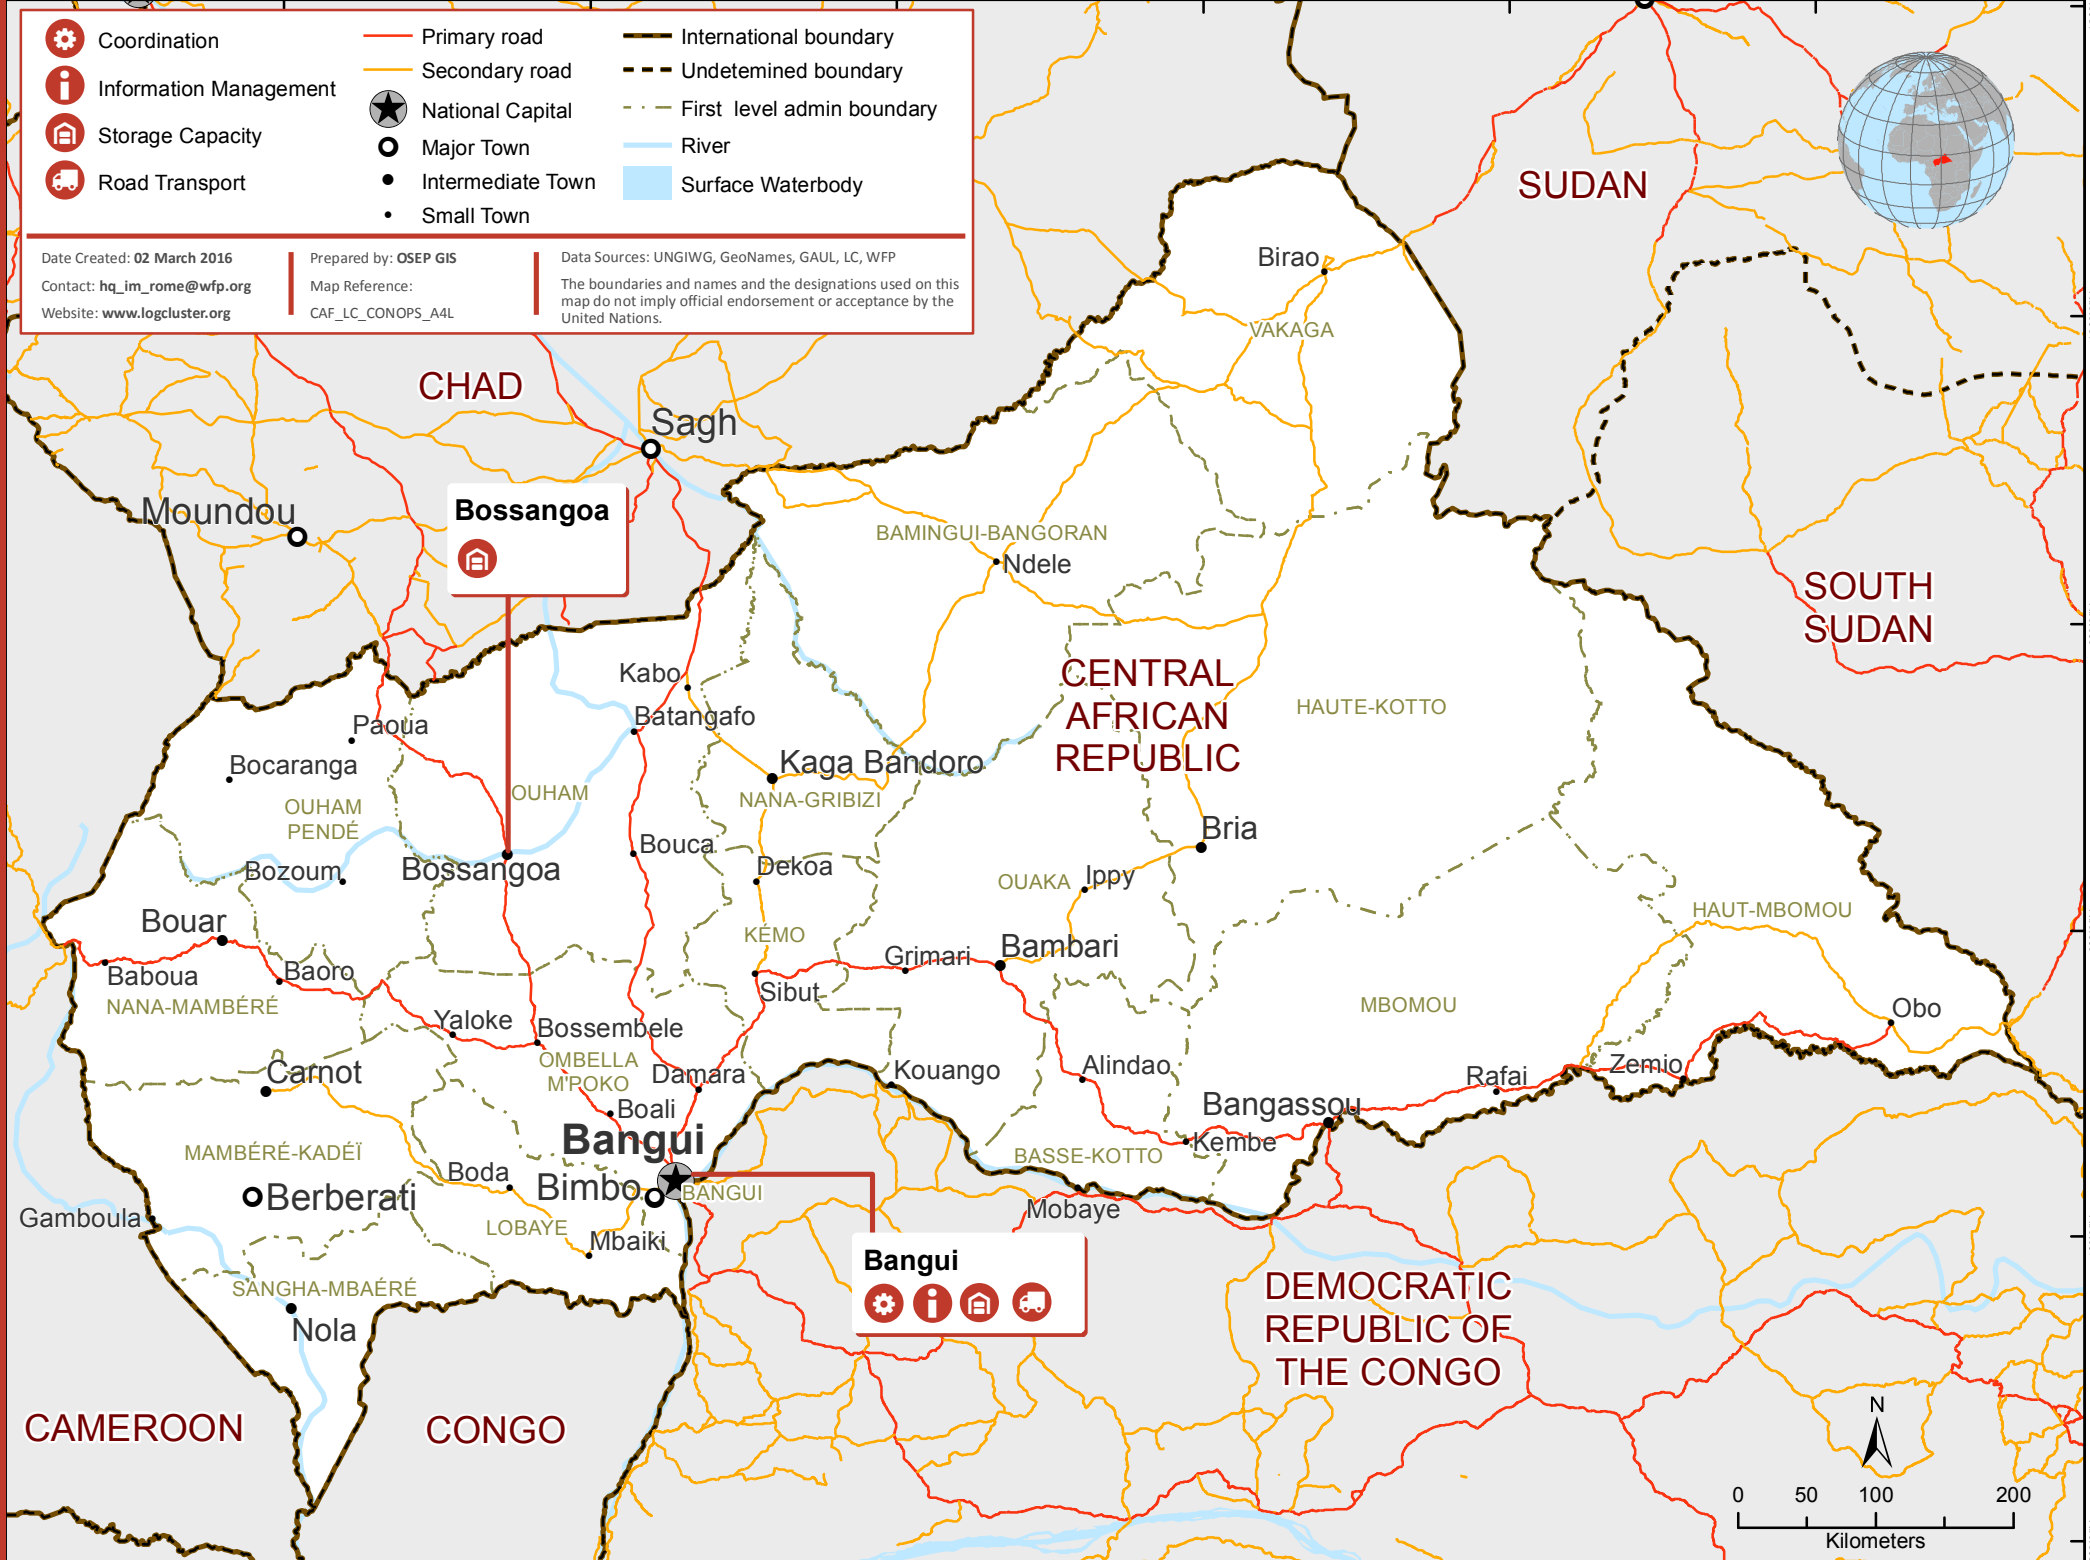 Coordination
Information Management
Storage Capacity
Road Transport
Primary road
Secondary road
National Capital
Major Town
Intermediate Town
Small Town
International boundary
Undetemined boundary
First level admin boundary
River
Surface Waterbody
Date Created: 02 March 2016
Contact: hq_im_rome@wfp.org
Website: www.logcluster.org
Prepared by: OSEP GIS
Map Reference:
CAF_LC_CONOPS_A4L
Data Sources: UNGIWG, GeoNames, GAUL, LC, WFP
The boundaries and names and the designations used on this
map do not imply official endorsement or acceptance by the
United Nations.
SUDAN
Birao
VAKAGA
CHAD
Sagh
Moundou
Bossangoa
BAMINGUI-BANGORAN
Ndele
SOUTH
SUDAN
Kabo
CENTRAL
AFRICAN
REPUBLIC
HAUTE-KOTTO
Paoua
Batangafo
Bocaranga
Kaga Bandoro
OUHAM
NANA-GRIBIZI
OUHAM
PENDÉ
Bria
Bouca
Dekoa
Bozoum
Bossangoa
OUAKA
Ippy
HAUT-MBOMOU
Bouar
KÉMO
Bambari
Grimari
Baboua
Baoro
Sibut
NANA-MAMBÉRÉ
MBOMOU
Obo
Yaloke
Bossembele
OMBELLA
M'POKO
Carnot
Damara
Kouango
Alindao
Rafai
Zemio
Boali
Bangassou
Bangui
Kembe
MAMBÉRÉ-KADÉÏ
BASSE-KOTTO
Boda
Bimbo
BANGUI
Berberati
Gamboula
LOBAYE
Mobaye
Mbaiki
Bangui
SANGHA-MBAÉRÉ
Nola
DEMOCRATIC
REPUBLIC OF
THE CONGO
CAMEROON
CONGO
N
0 50 100 200
Kilometers